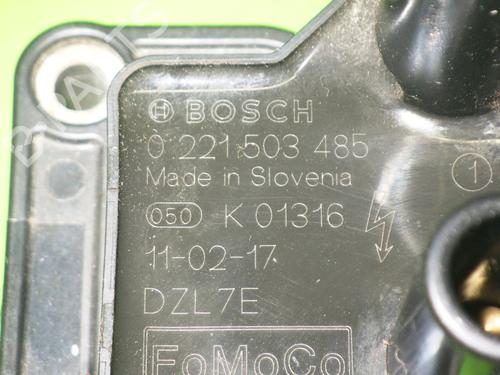 BOSCH
0 221 503 485
Made in Slovenia
1
050 K 01316
11-02-17
DZL7E
FoMoCo